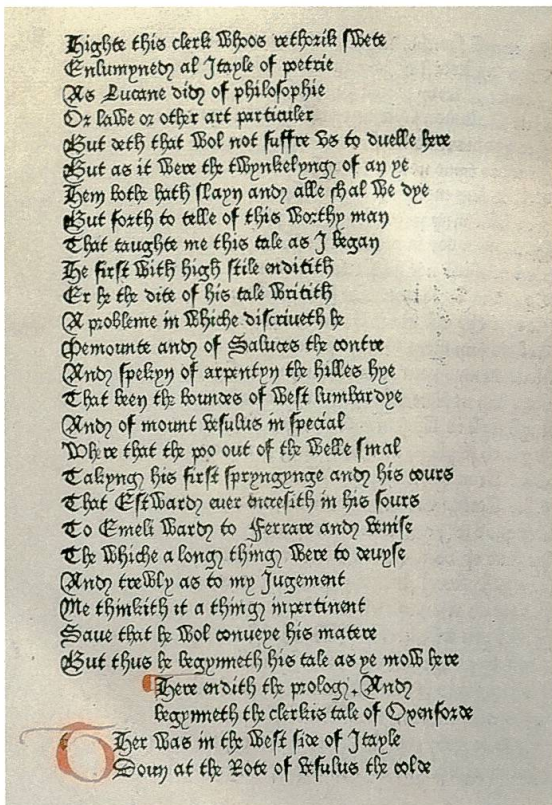 Highte this clerk whoos rethorik swete
Enlumyned al Itayle of poetrie
As Lucane did of philosophie
Or lawe or other art particuler
But deth that wol not suffre vs to duelle here
But as it were the twynkelyng of an ye
Hem bothe hath slayn and alle shal we dye
But forth to telle of this worthy man
That taughte me this tale as I began
He first with high stile enditith
Er he the dite of his tale writith
A probleme in whiche discriueth he
Pemounte and of Saluces the contre
And spekyn of apentyn the hilles hye
That been the boundes of west lumbardye
And of mount vesulus in special
Where that the poo out of the welle smal
Takyng his first spryngynge and his cours
That Estward euer encresith in his sours
To Emeli ward to Ferrare and venise
The whiche a long thing were to deuyse
And trewly as to my Iugement
Me thinkith it a thing inpertinent
Saue that he wol conueye his matere
But thus he begynneth his tale as ye mow here
Here endith the prolog. And
begynneth the clerkis tale of Oxenforde
Ther was in the west side of Itayle
Doun at the Rote of vesulus the colde